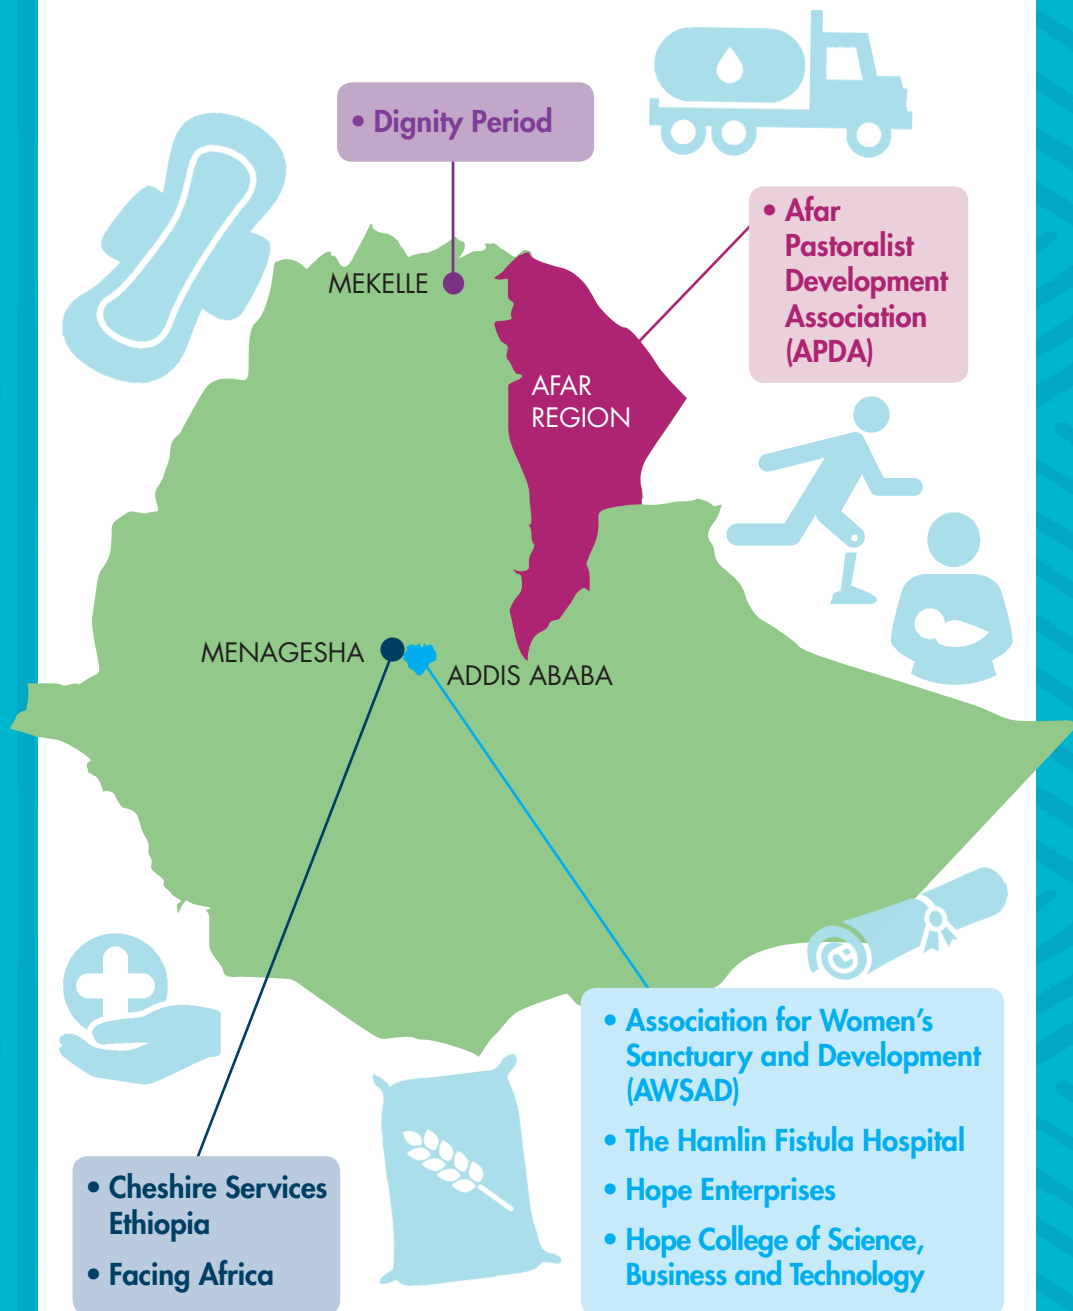 • Dignity Period
• Afar
Pastoralist
Development
Association
(APDA)
MEKELLE
AFAR
REGION
MENAGESHA
ADDIS ABABA
• Association for Women’s
Sanctuary and Development
(AWSAD)
• The Hamlin Fistula Hospital
• Hope Enterprises
• Hope College of Science,
Business and Technology
• Cheshire Services
Ethiopia
• Facing Africa